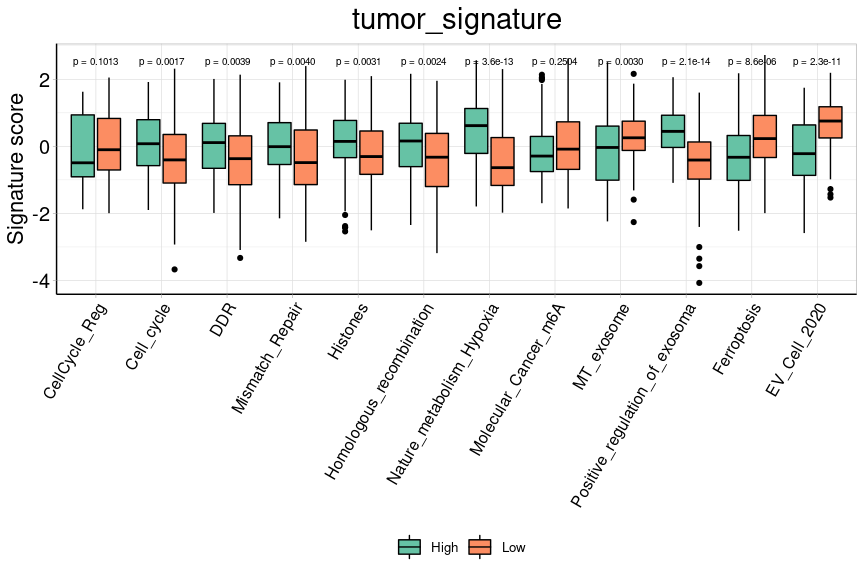 tumor_signature
p = 0.1013 p = 0.0017 p = 0.0039 p = 0.0040 p = 0.0031 p = 0.0024 p = 3.6e-13 p = 0.2504 p = 0.0030 p = 2.1e-14 p = 8.6e-06 p = 2.3e-11
Signature score
2
0
-2
-4
CellCycle_Reg
Cell_cycle
DDR
Mismatch_Repair
Histones
Homologous_recombination
Nature_metabolism_Hypoxia
Molecular_Cancer_m6A
MT_exosome
Positive_regulation_of_exosoma
Ferroptosis
EV_Cell_2020
High Low